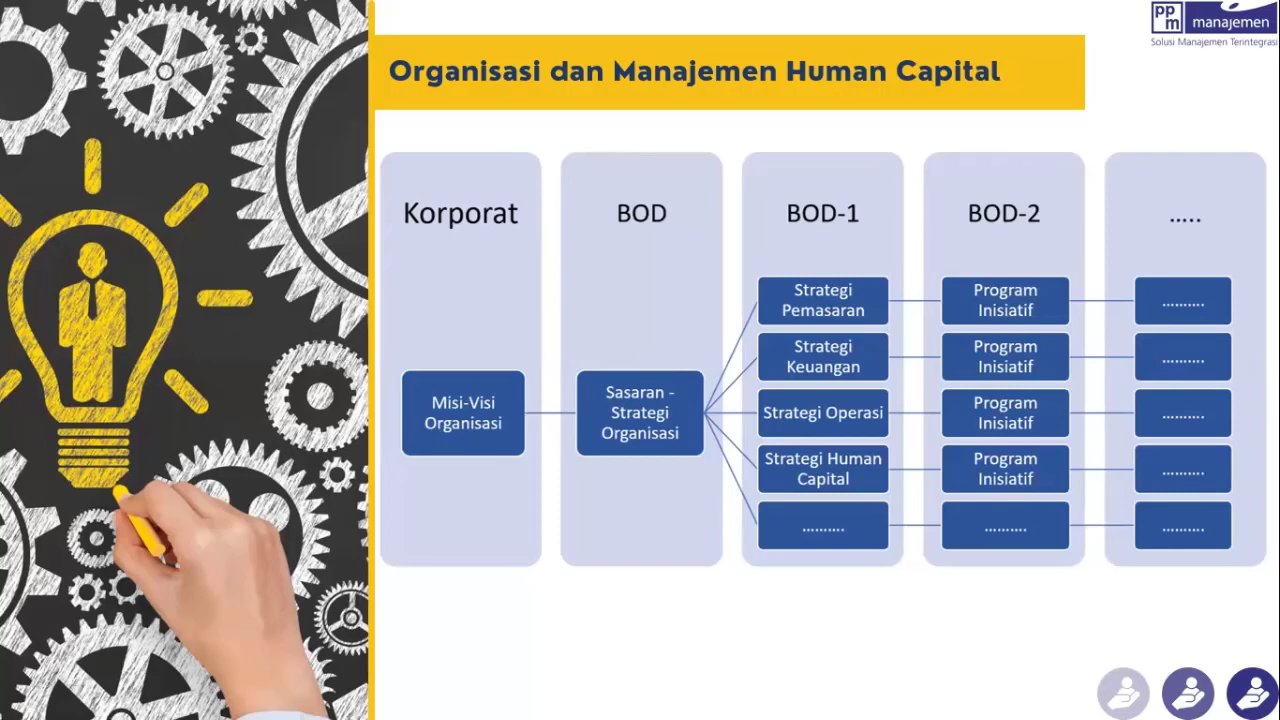 ppm manajemen
Solusi Manajemen Terintegrasi
Organisasi dan Manajemen Human Capital
Korporat
BOD
BOD-1
BOD-2
.....
Misi-Visi
Organisasi
Sasaran -
Strategi
Organisasi
Strategi
Pemasaran
Strategi
Keuangan
Strategi Operasi
Strategi Human
Capital
..........
Program
Inisiatif
Program
Inisiatif
Program
Inisiatif
Program
Inisiatif
..........
..........
..........
..........
..........
..........